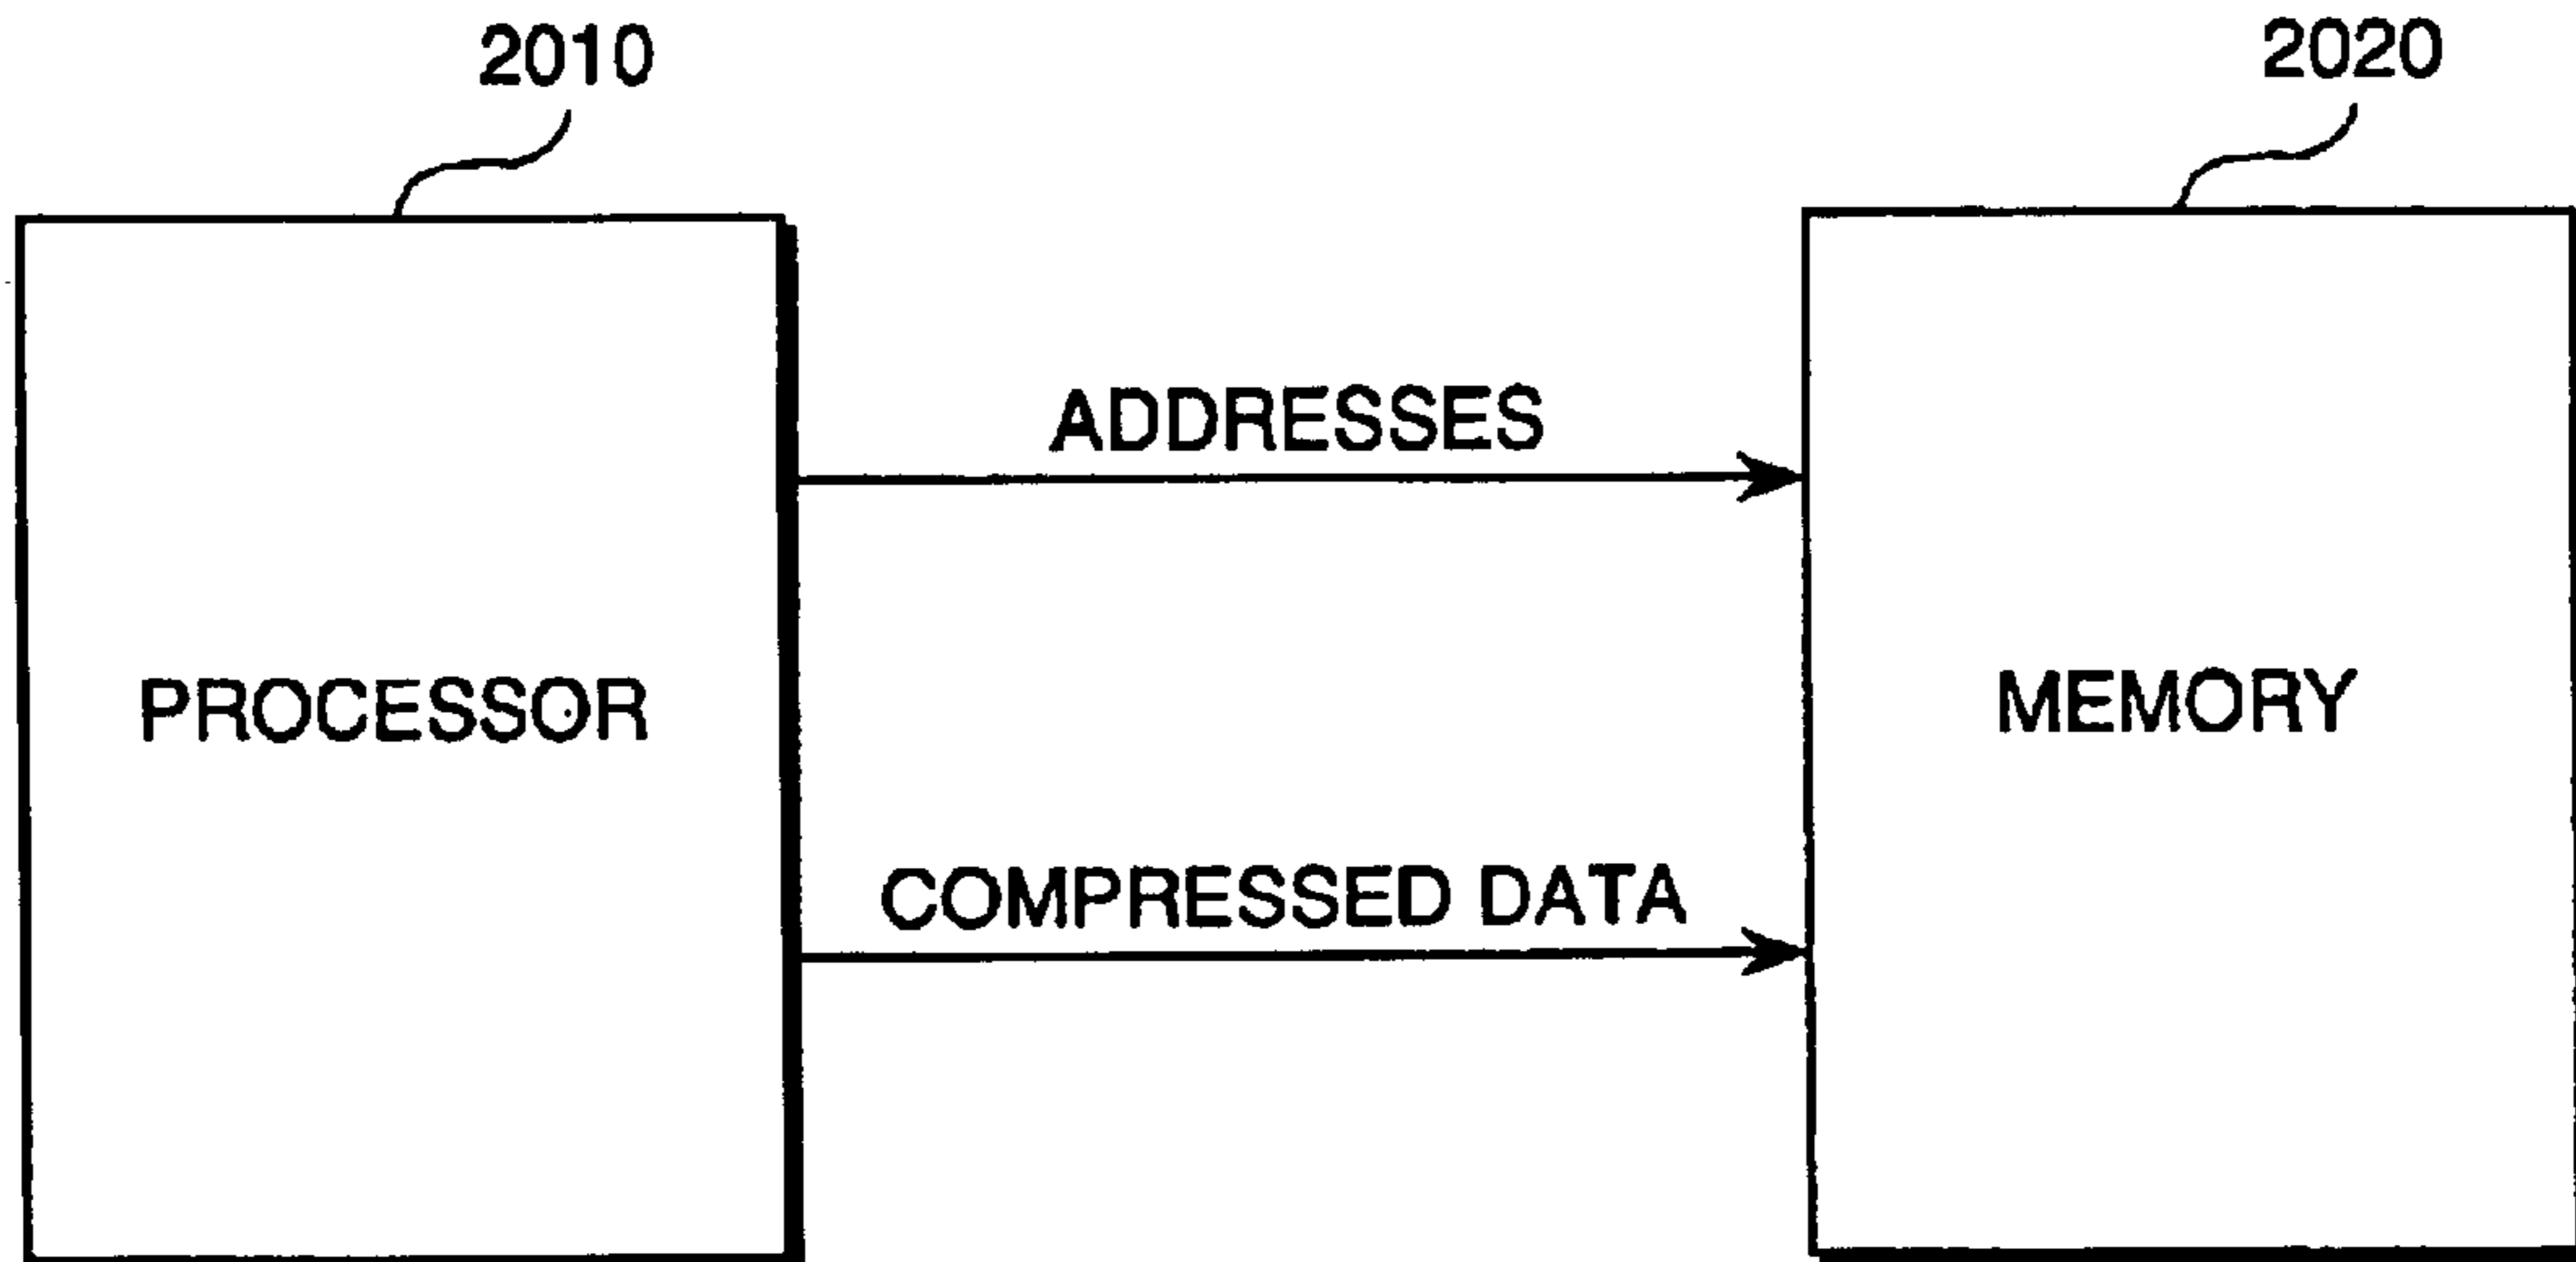 2010
2020
ADDRESSES
PROCESSOR
MEMORY
COMPRESSED DATA